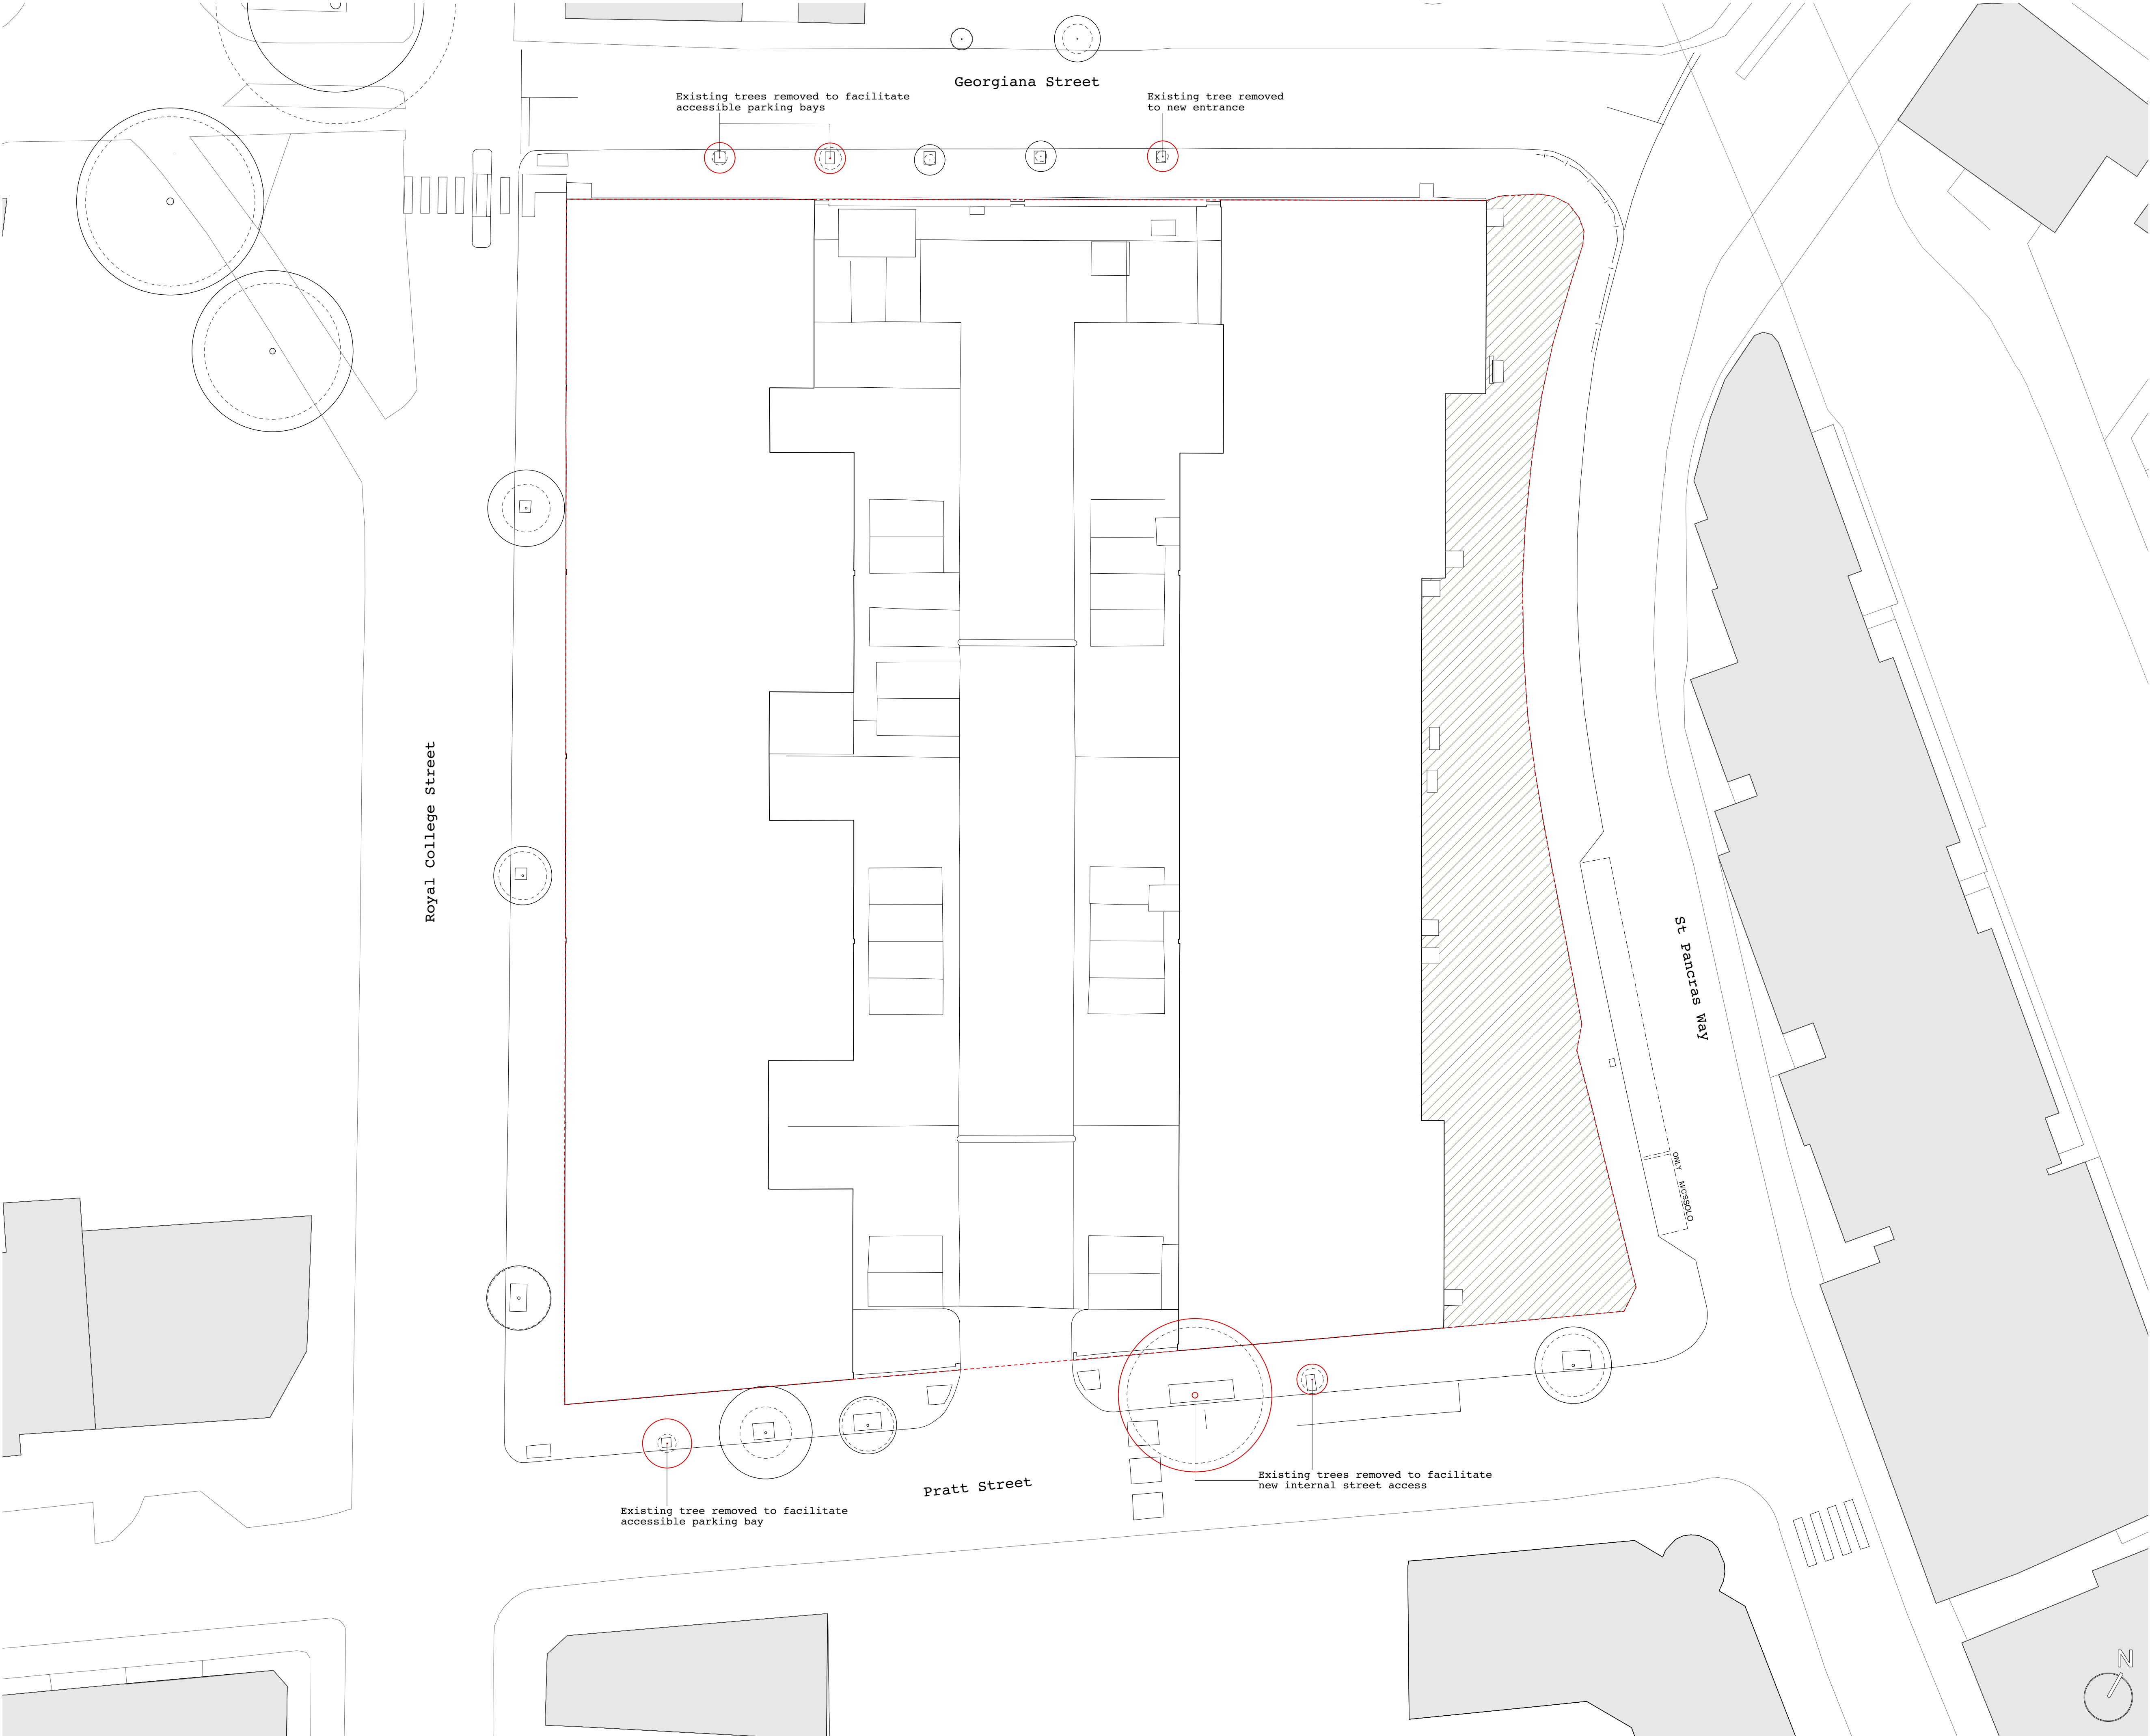 Georgiana Street
Existing trees removed to facilitate
accessible parking bays
Existing tree removed
to new entrance
Royal College Street
St Pancras Way
ONLY
M/CSSOLO
Existing trees removed to facilitate
new internal street access
Pratt Street
Existing tree removed to facilitate
accessible parking bay
N